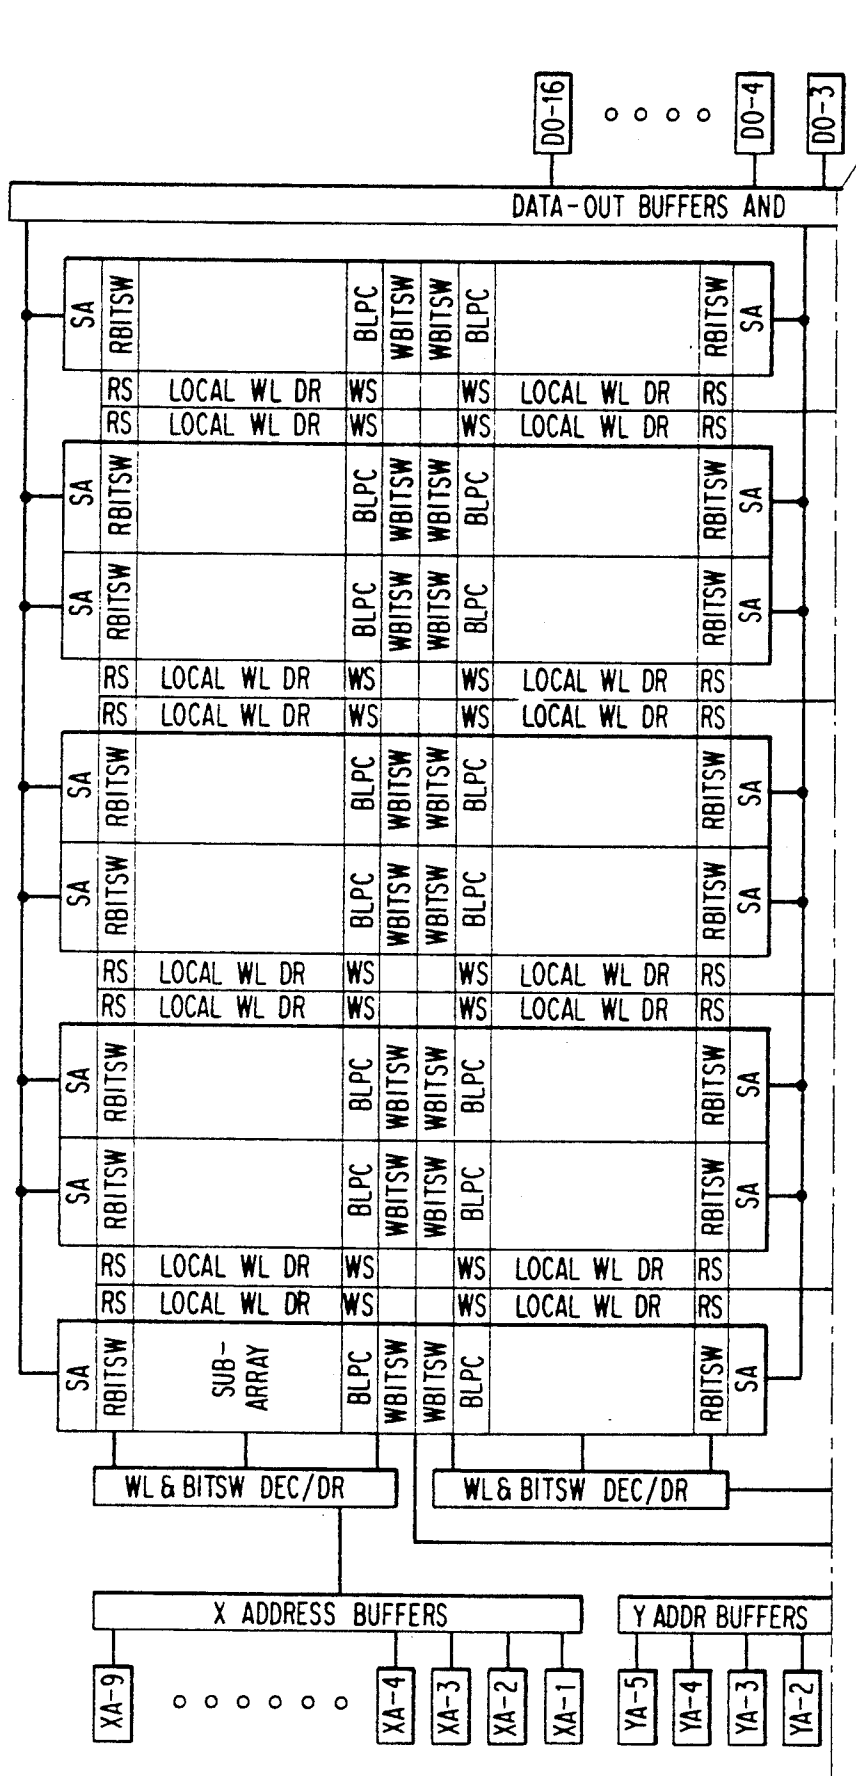 DO-16 DO-4 DO-3
DATA-OUT BUFFERS AND
SA RBITSW BLPC WBITSW WBITSW BLPC RBITSW SA
RS LOCAL WL DR WS WS LOCAL WL DR RS
RS LOCAL WL DR WS WS LOCAL WL DR RS
SA RBITSW BLPC WBITSW WBITSW BLPC RBITSW SA
SA RBITSW BLPC WBITSW WBITSW BLPC RBITSW SA
RS LOCAL WL DR WS WS LOCAL WL DR RS
RS LOCAL WL DR WS WS LOCAL WL DR RS
SA RBITSW BLPC WBITSW WBITSW BLPC RBITSW SA
SA RBITSW BLPC WBITSW WBITSW BLPC RBITSW SA
RS LOCAL WL DR WS WS LOCAL WL DR RS
RS LOCAL WL DR WS WS LOCAL WL DR RS
SA RBITSW BLPC WBITSW WBITSW BLPC RBITSW SA
SA RBITSW BLPC WBITSW WBITSW BLPC RBITSW SA
RS LOCAL WL DR WS WS LOCAL WL DR RS
RS LOCAL WL DR WS WS LOCAL WL DR RS
SA RBITSW SUB-
ARRAY BLPC WBITSW WBITSW BLPC RBITSW SA
WL & BITSW DEC/DR WL & BITSW DEC/DR
X ADDRESS BUFFERS Y ADDR BUFFERS
XA-9 XA-4 XA-3 XA-2 XA-1 YA-5 YA-4 YA-3 YA-2